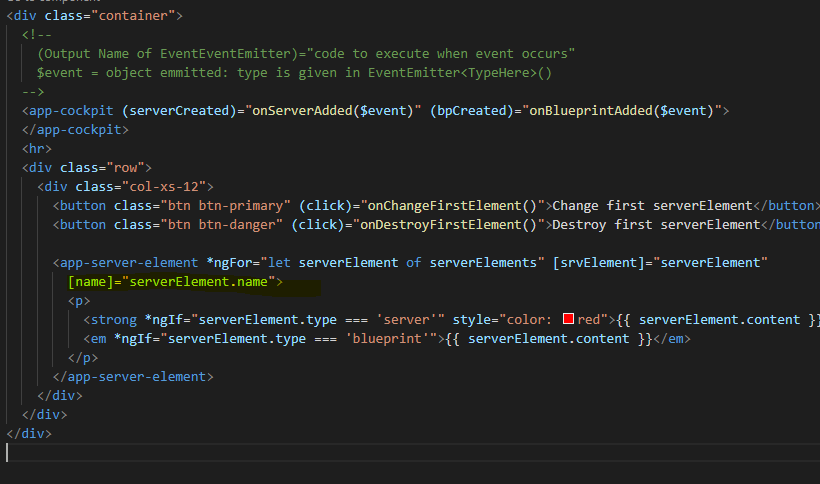 <div class="container">
<!--
(Output Name of EventEventEmitter)="code to execute when event occurs"
$event = object emmitted: type is given in EventEmitter<TypeHere>()
-->
<app-cockpit (serverCreated)="onServerAdded($event)" (bpCreated)="onBlueprintAdded($event)">
</app-cockpit>
<hr>
<div class="row">
<div class="col-xs-12">
<button class="btn btn-primary" (click)="onChangeFirstElement()">Change first serverElement</button>
<button class="btn btn-danger" (click)="onDestroyFirstElement()">Destroy first serverElement</button
<app-server-element *ngFor="let serverElement of serverElements" [srvElement]="serverElement"
[name]="serverElement.name">
<p>
<strong *ngIf="serverElement.type === 'server'" style="color: red">{{ serverElement.content }}
<em *ngIf="serverElement.type === 'blueprint'">{{ serverElement.content }}</em>
</p>
</app-server-element>
</div>
</div>
</div>